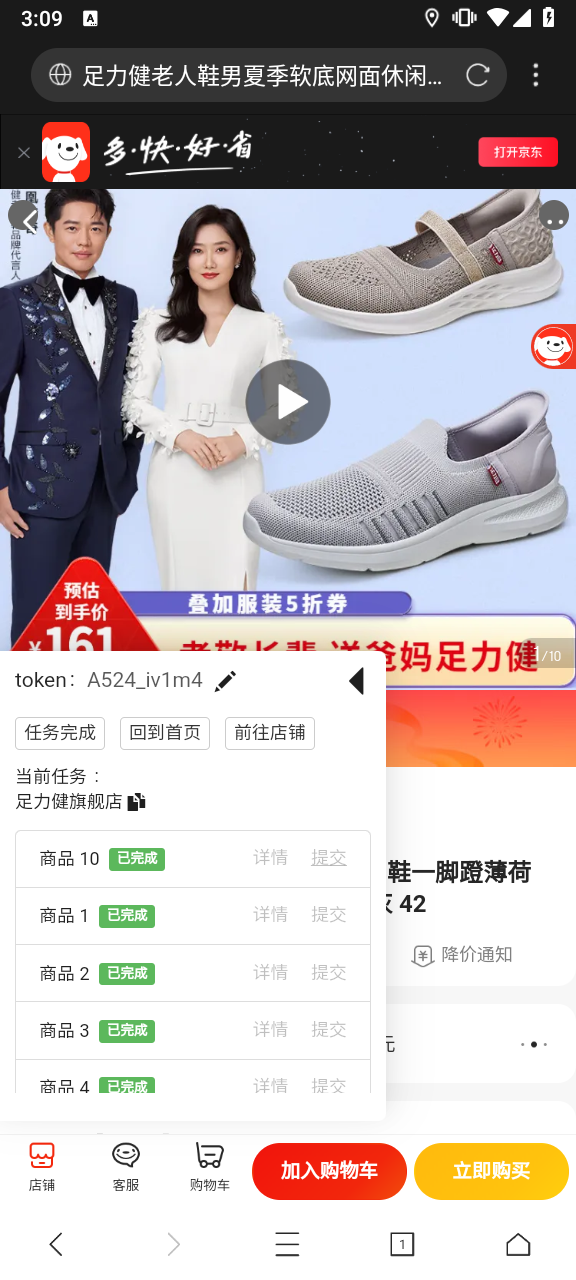 3:09
A
足力健老人鞋男夏季软底网面休闲...
多·快·好·省
打开京东
健
品牌代言人
预估
到手价
¥161
叠加服装5折券
老敬长辈 送爸妈足力健
1/10
token： A524_iv1m4
任务完成
回到首页
前往店铺
当前任务：
足力健旗舰店
商品 10 已完成 详情 提交
商品 1 已完成 详情 提交
商品 2 已完成 详情 提交
商品 3 已完成 详情 提交
商品 4 已完成 详情 提交
鞋一脚蹬薄荷
灰 42
降价通知
元
店铺
客服
购物车
加入购物车
立即购买
1